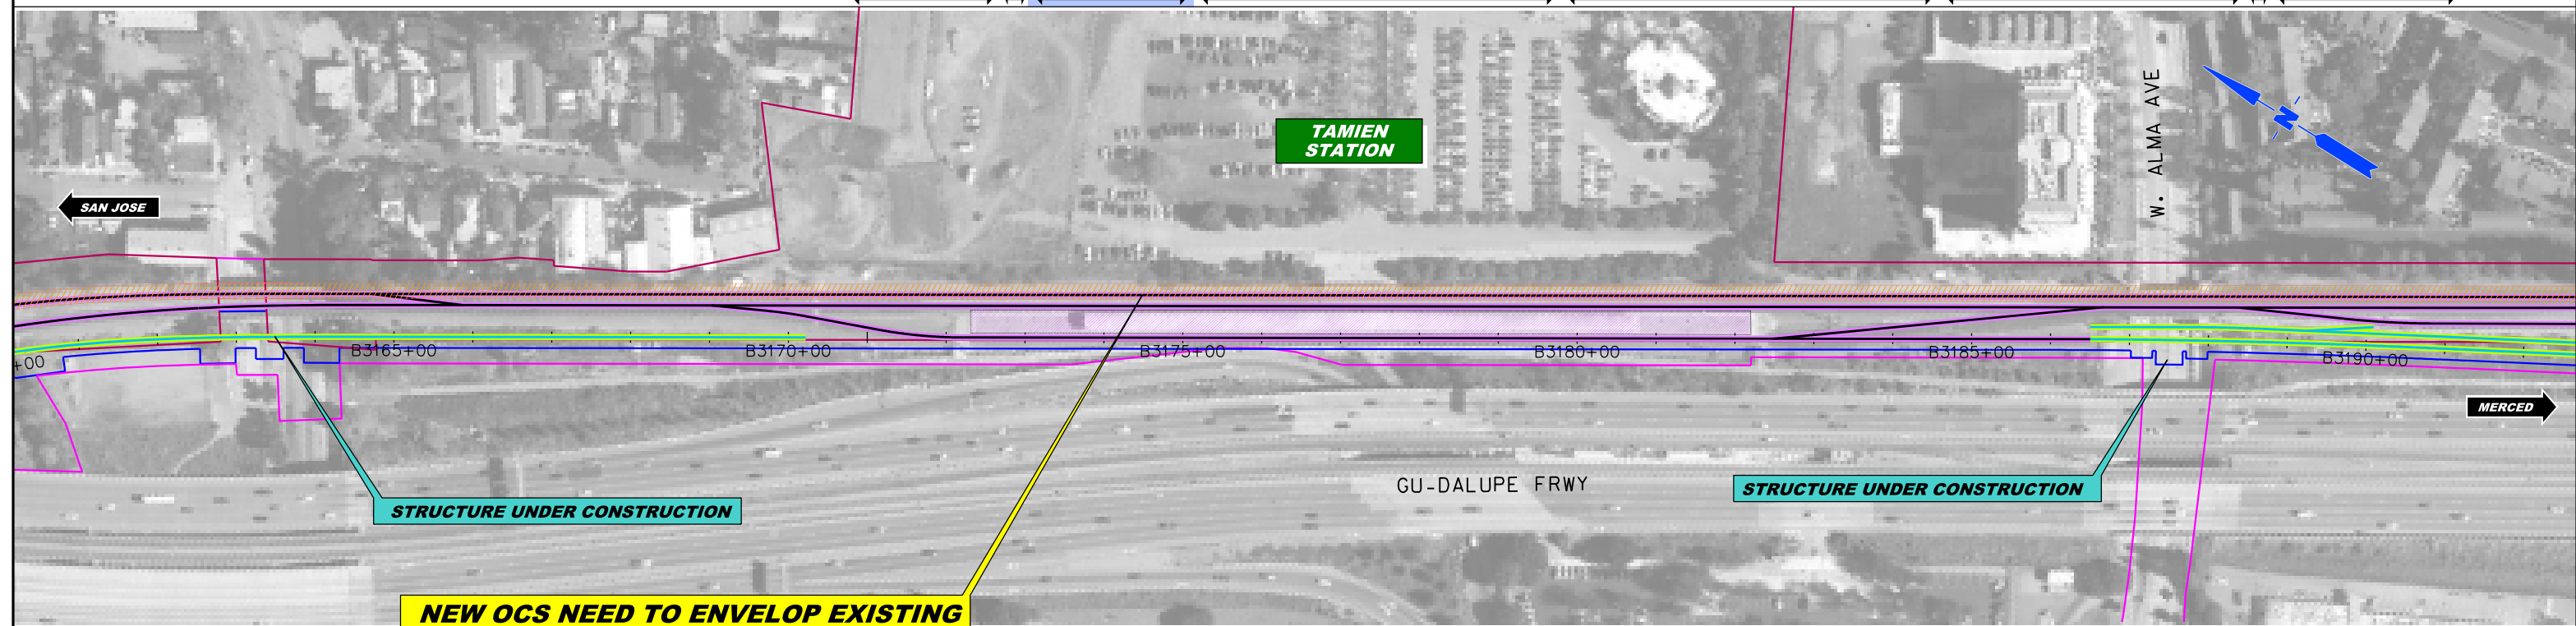 TAMIEN
STATION
W. ALMA AVE
N
SAN JOSE
+00
B3165+00
B3170+00
B3175+00
B3180+00
B3185+00
B3190+00
MERCED
GU-DALUPE FRWY
STRUCTURE UNDER CONSTRUCTION
STRUCTURE UNDER CONSTRUCTION
NEW OCS NEED TO ENVELOP EXISTING